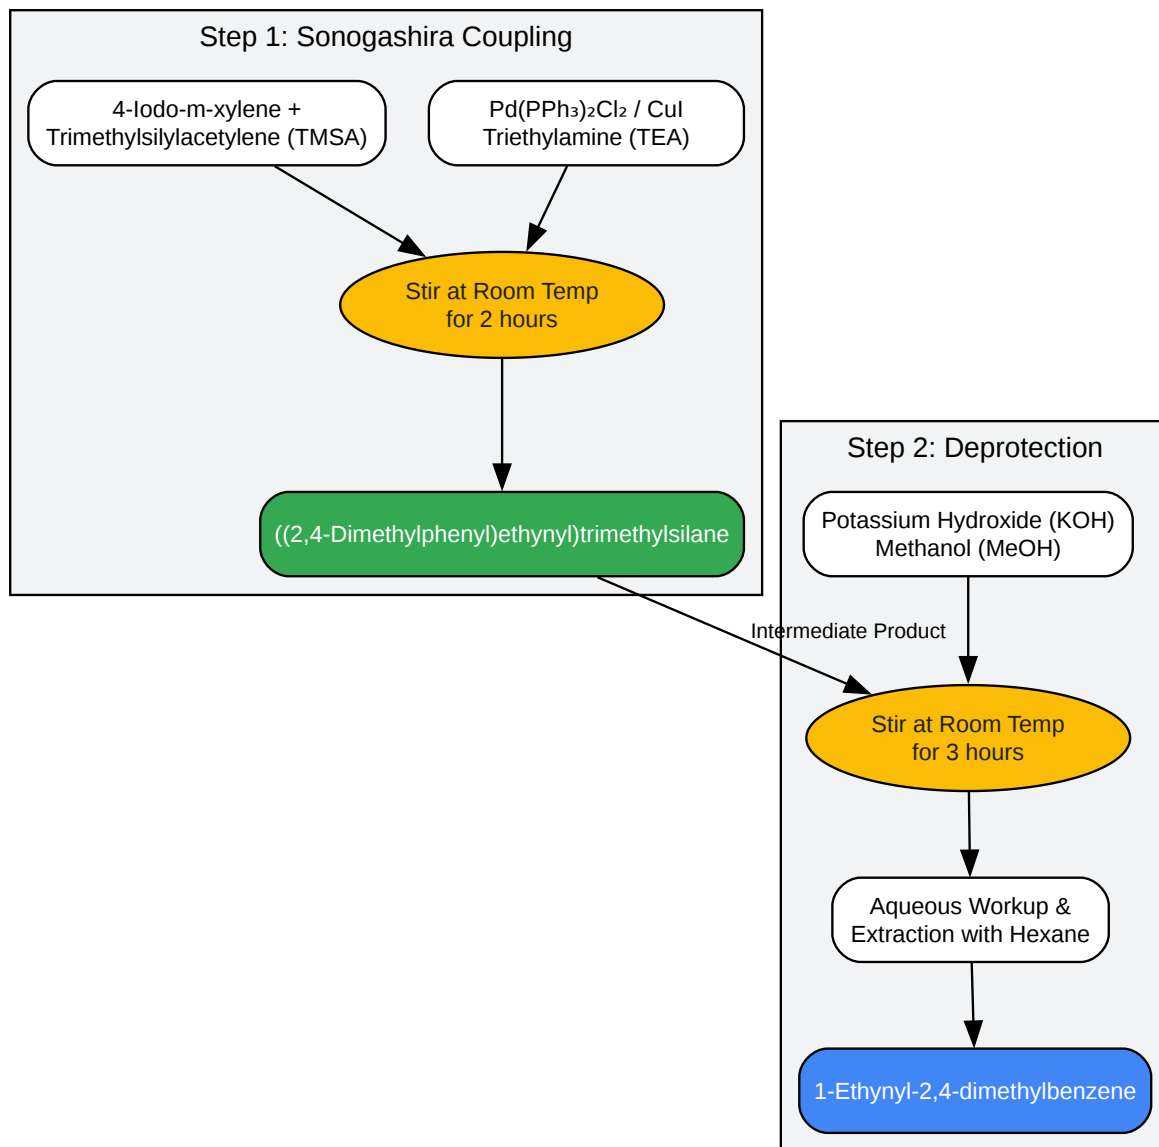 Step 1: Sonogashira Coupling
4-Iodo-m-xylene +
Trimethylsilylacetylene (TMSA)
Pd(PPh₃)₂Cl₂ / CuI
Triethylamine (TEA)
Stir at Room Temp
for 2 hours
((2,4-Dimethylphenyl)ethynyl)trimethylsilane
Intermediate Product
Step 2: Deprotection
Potassium Hydroxide (KOH)
Methanol (MeOH)
Stir at Room Temp
for 3 hours
Aqueous Workup &
Extraction with Hexane
1-Ethynyl-2,4-dimethylbenzene